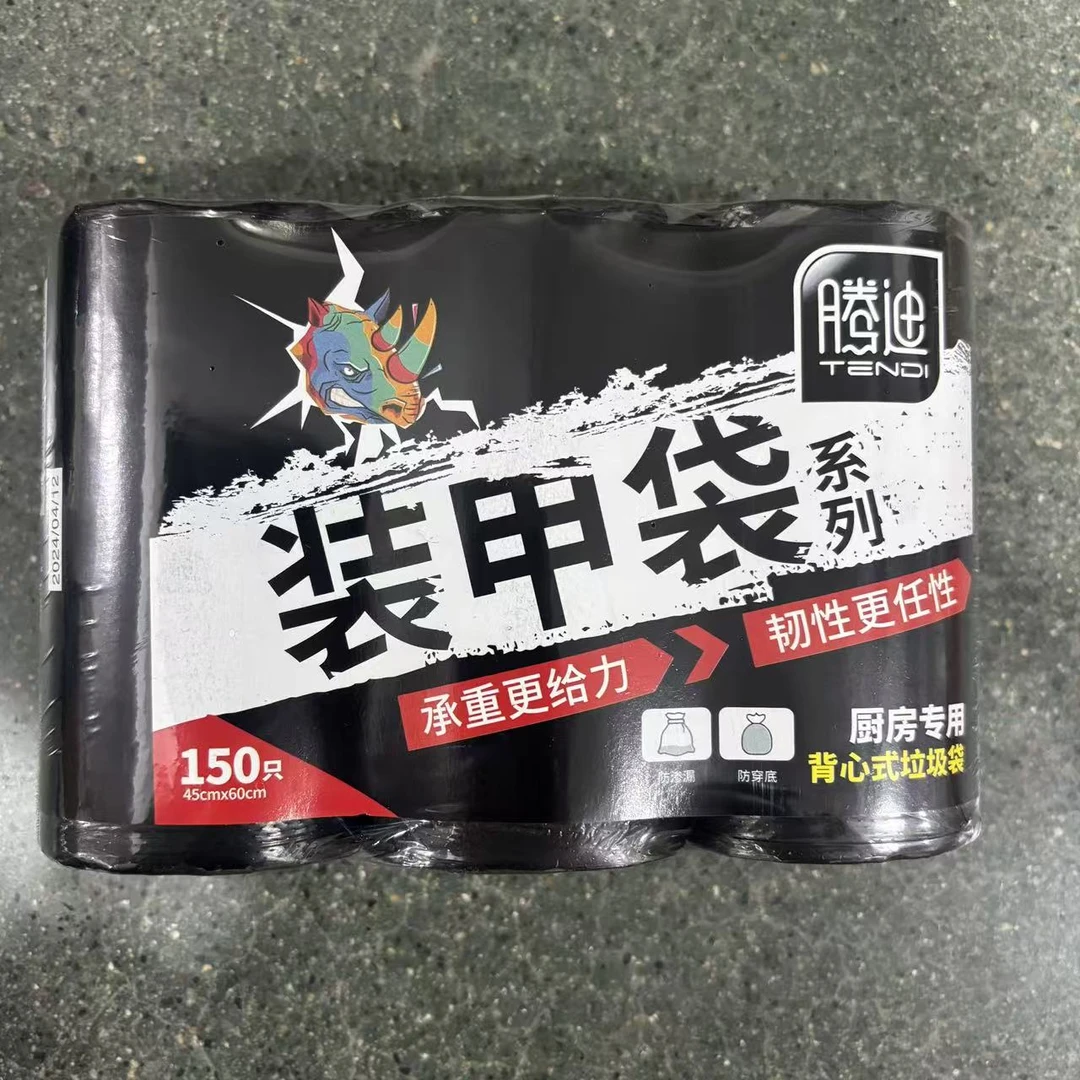 腾迪
TENDI
装甲袋
系列
承重更给力
韧性更任性
150只
45cmx60cm
防渗漏
防穿底
厨房专用
背心式垃圾袋
2024/04/12